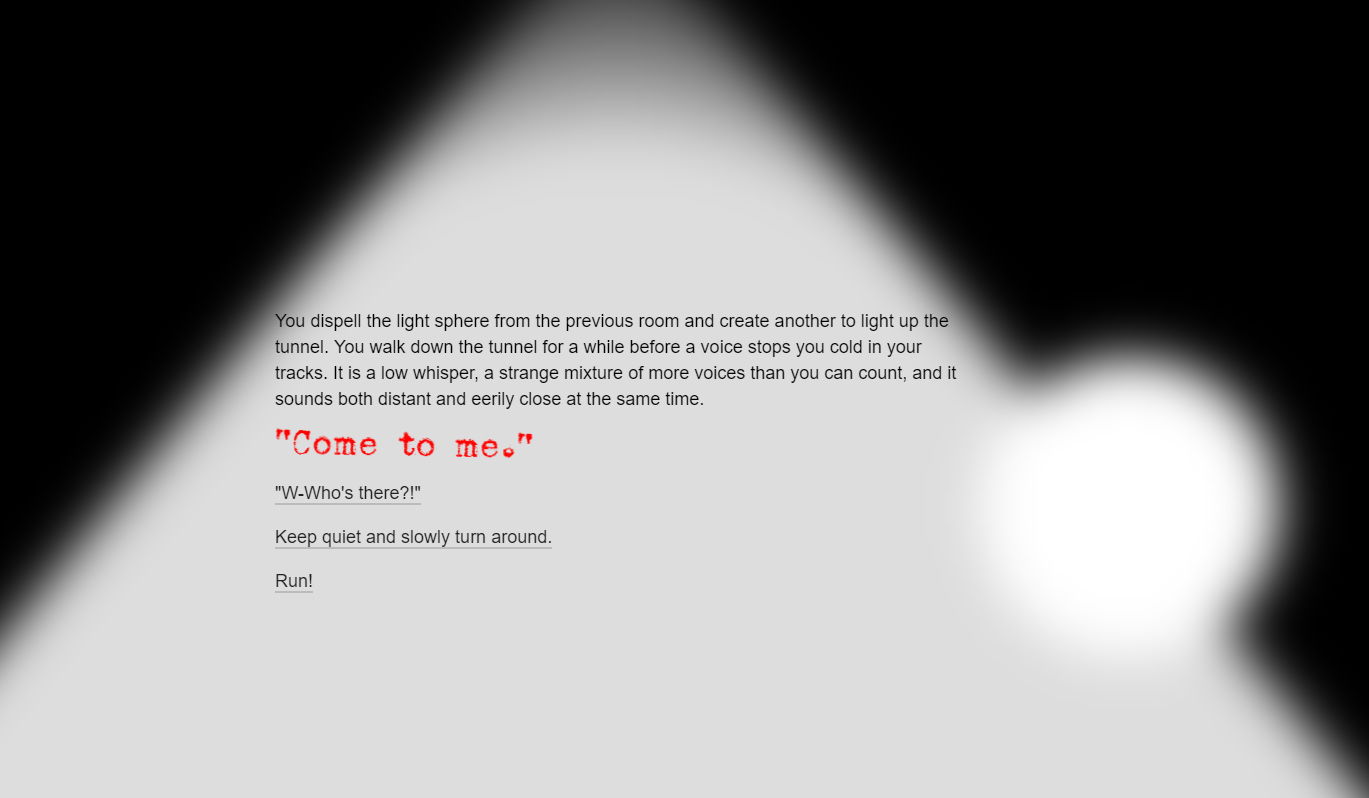 You dispell the light sphere from the previous room and create another to light up the
tunnel. You walk down the tunnel for a while before a voice stops you cold in your
tracks. It is a low whisper, a strange mixture of more voices than you can count, and it
sounds both distant and eerily close at the same time.
"Come to me."
"W-Who's there?!"
Keep quiet and slowly turn around.
Run!